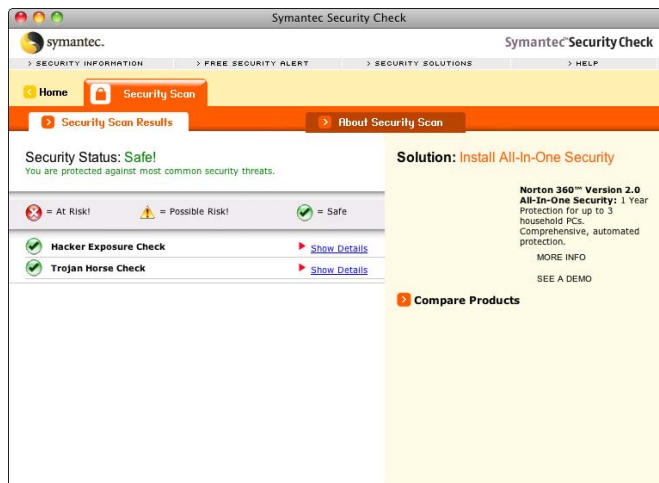 Symantec Security Check
symantec.
Symantec™ Security Check
> SECURITY INFORMATION > FREE SECURITY ALERT > SECURITY SOLUTIONS > HELP
Home Security Scan
Security Scan Results About Security Scan
Security Status: Safe!
You are protected against most common security threats.
= At Risk! = Possible Risk! = Safe
Hacker Exposure Check Show Details
Trojan Horse Check Show Details
Solution: Install All-In-One Security
Norton 360™ Version 2.0
All-In-One Security: 1 Year
Protection for up to 3
household PCs.
Comprehensive, automated
protection.
MORE INFO
SEE A DEMO
Compare Products